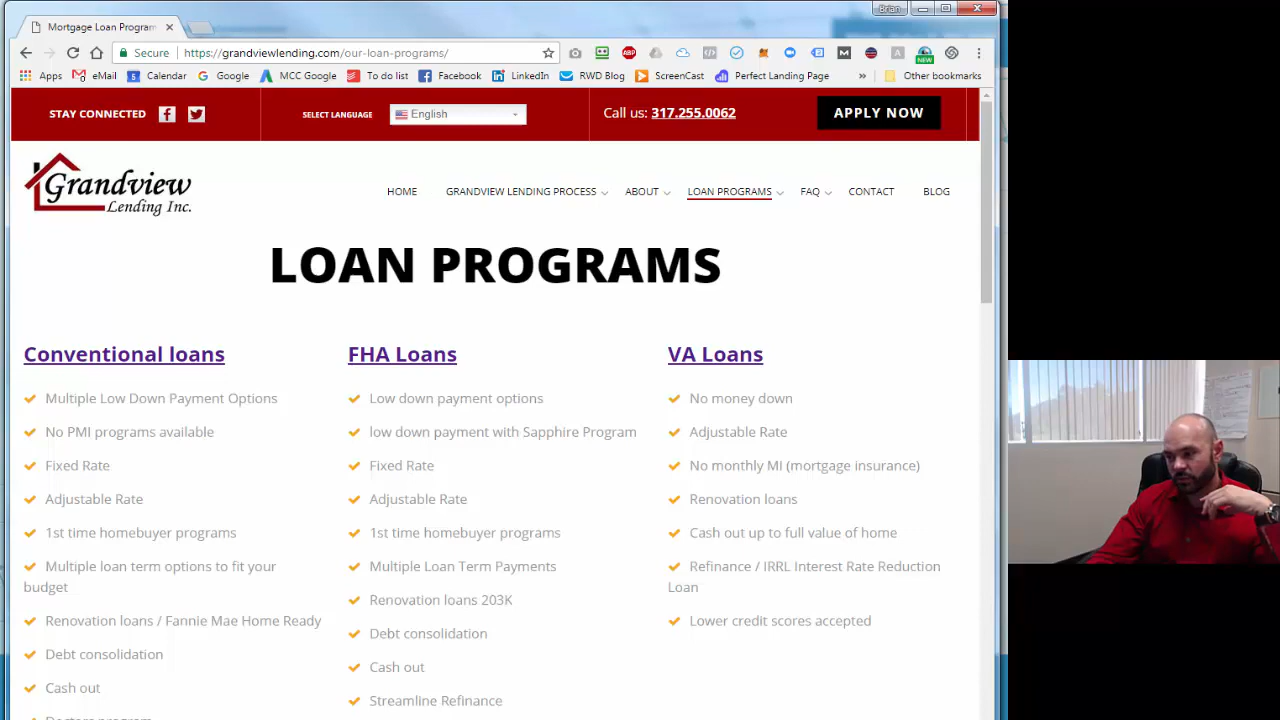 Brian
Mortgage Loan Program
Secure
https://grandviewlending.com/our-loan-programs/
ABP
M
A
NEW
Apps
eMail
Calendar
Google
MCC Google
To do list
Facebook
LinkedIn
RWD Blog
ScreenCast
Perfect Landing Page
»
Other bookmarks
STAY CONNECTED
SELECT LANGUAGE
English
Call us: 317.255.0062
APPLY NOW
Grandview
Lending Inc.
HOME
GRANDVIEW LENDING PROCESS
ABOUT
LOAN PROGRAMS
FAQ
CONTACT
BLOG
LOAN PROGRAMS
Conventional loans
Multiple Low Down Payment Options
No PMI programs available
Fixed Rate
Adjustable Rate
1st time homebuyer programs
Multiple loan term options to fit your
budget
Renovation loans / Fannie Mae Home Ready
Debt consolidation
Cash out
Doctors program
FHA Loans
Low down payment options
low down payment with Sapphire Program
Fixed Rate
Adjustable Rate
1st time homebuyer programs
Multiple Loan Term Payments
Renovation loans 203K
Debt consolidation
Cash out
Streamline Refinance
VA Loans
No money down
Adjustable Rate
No monthly MI (mortgage insurance)
Renovation loans
Cash out up to full value of home
Refinance / IRRL Interest Rate Reduction
Loan
Lower credit scores accepted